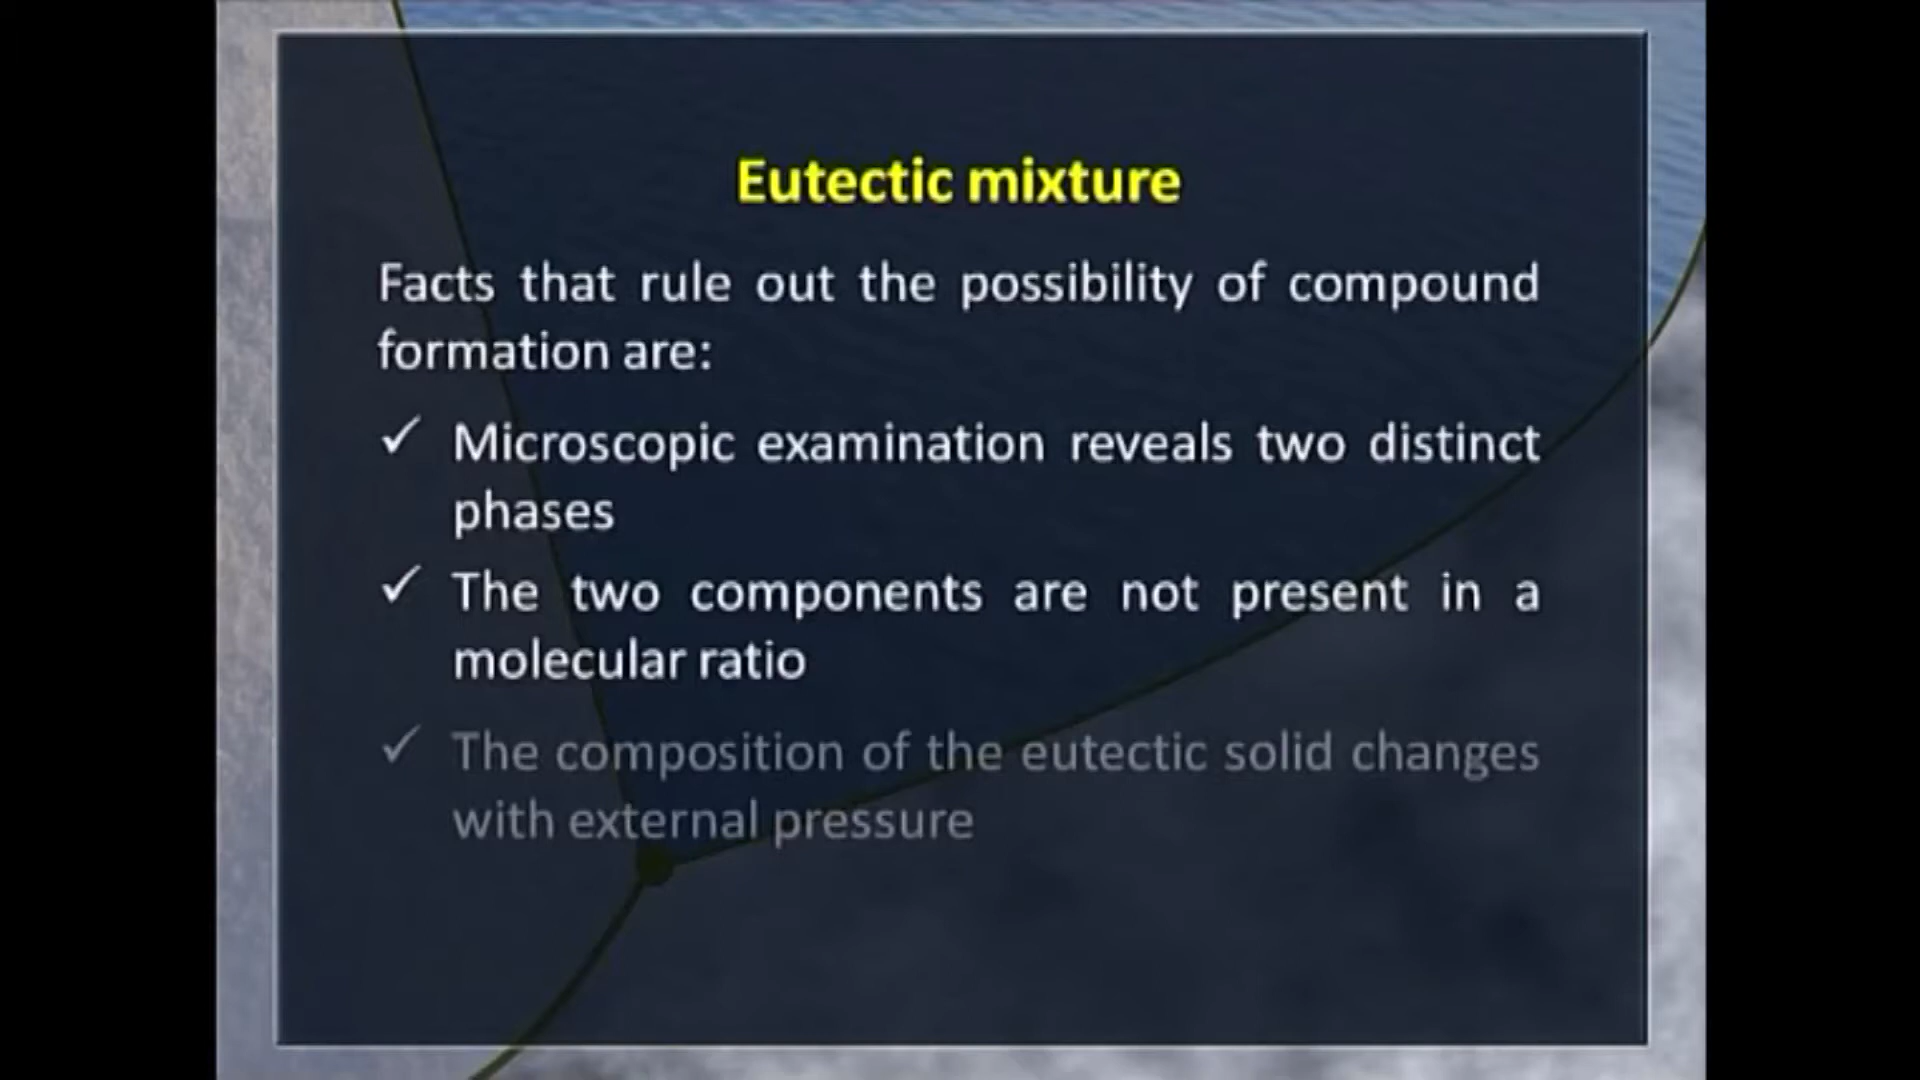 Eutectic mixture
Facts that rule out the possibility of compound
formation are:
✓ Microscopic examination reveals two distinct
phases
✓ The two components are not present in a
molecular ratio
✓ The composition of the eutectic solid changes
with external pressure